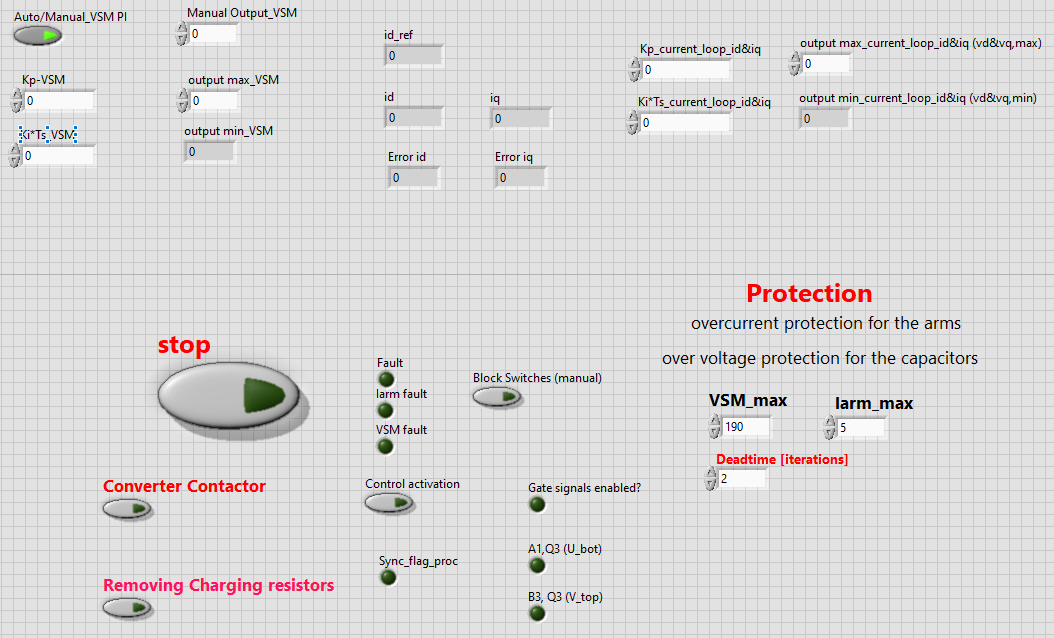 Auto/Manual_VSM PI
Manual Output_VSM
0
id_ref
0
Kp_current_loop_id&iq
0
output max_current_loop_id&iq (vd&vq,max)
0
Kp-VSM
0
output max_VSM
0
id
0
iq
0
Ki*Ts_current_loop_id&iq
0
output min_current_loop_id&iq (vd&vq,min)
0
Ki*Ts_VSM
0
output min_VSM
0
Error id
0
Error iq
0
Protection
overcurrent protection for the arms
over voltage protection for the capacitors
stop
Fault
Iarm fault
VSM fault
Block Switches (manual)
VSM_max
190
Iarm_max
5
Deadtime [iterations]
2
Converter Contactor
Control activation
Gate signals enabled?
Sync_flag_proc
A1,Q3 (U_bot)
Removing Charging resistors
B3, Q3 (V_top)